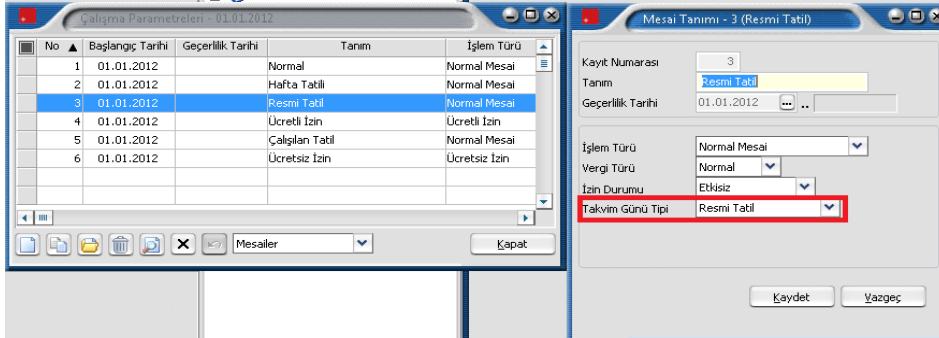 Çalışma Parametreleri - 01.01.2012
No Başlangıç Tarihi Geçerlilik Tarihi Tanım İşlem Türü
1 01.01.2012 Normal Normal Mesai
2 01.01.2012 Hafta Tatili Normal Mesai
3 01.01.2012 Resmi Tatil Normal Mesai
4 01.01.2012 Ücretli İzin Ücretli İzin
5 01.01.2012 Çalışılan Tatil Normal Mesai
6 01.01.2012 Ücretsiz İzin Ücretsiz İzin
Mesailer Kapat
Mesai Tanımı - 3 (Resmi Tatil)
Kayıt Numarası 3
Tanım Resmi Tatil
Geçerlilik Tarihi 01.01.2012 ... ..
İşlem Türü Normal Mesai
Vergi Türü Normal
İzin Durumu Etkisiz
Takvim Günü Tipi Resmi Tatil
Kaydet Vazgeç